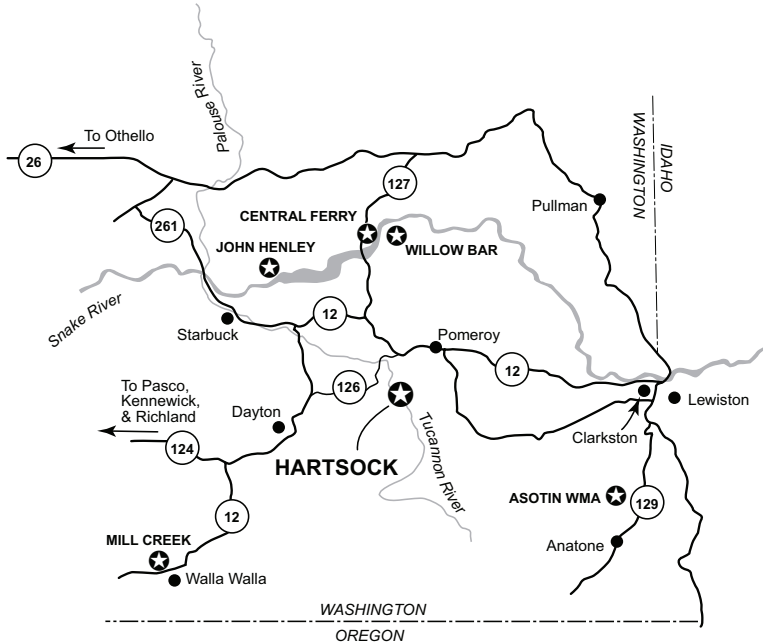 Palouse River
To Othello
26
127
IDAHO
WASHINGTON
Pullman
CENTRAL FERRY
261
JOHN HENLEY
WILLOW BAR
Snake River
12
Starbuck
Pomeroy
12
To Pasco,
Kennewick,
& Richland
126
Dayton
Lewiston
Clarkston
124
HARTSOCK
Tucannon River
ASOTIN WMA
129
12
MILL CREEK
Anatone
Walla Walla
WASHINGTON
OREGON